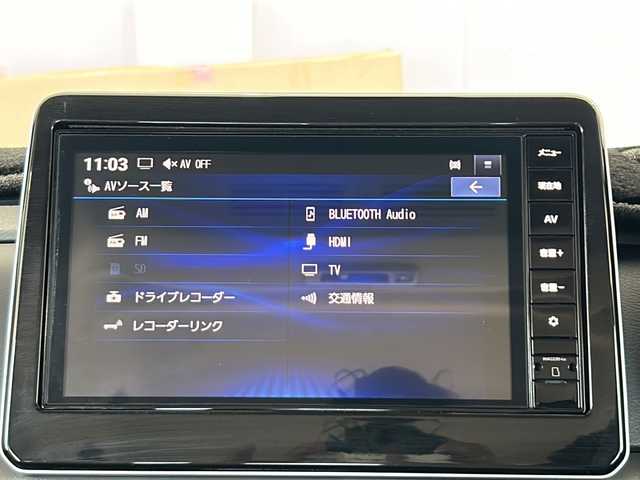 11:03 AV OFF
AVソース一覧
AM
FM
SD
ドライブレコーダー
レコーダーリンク
BLUETOOTH Audio
HDMI
TV
交通情報
メニュー
現在地
AV
音量+
音量-